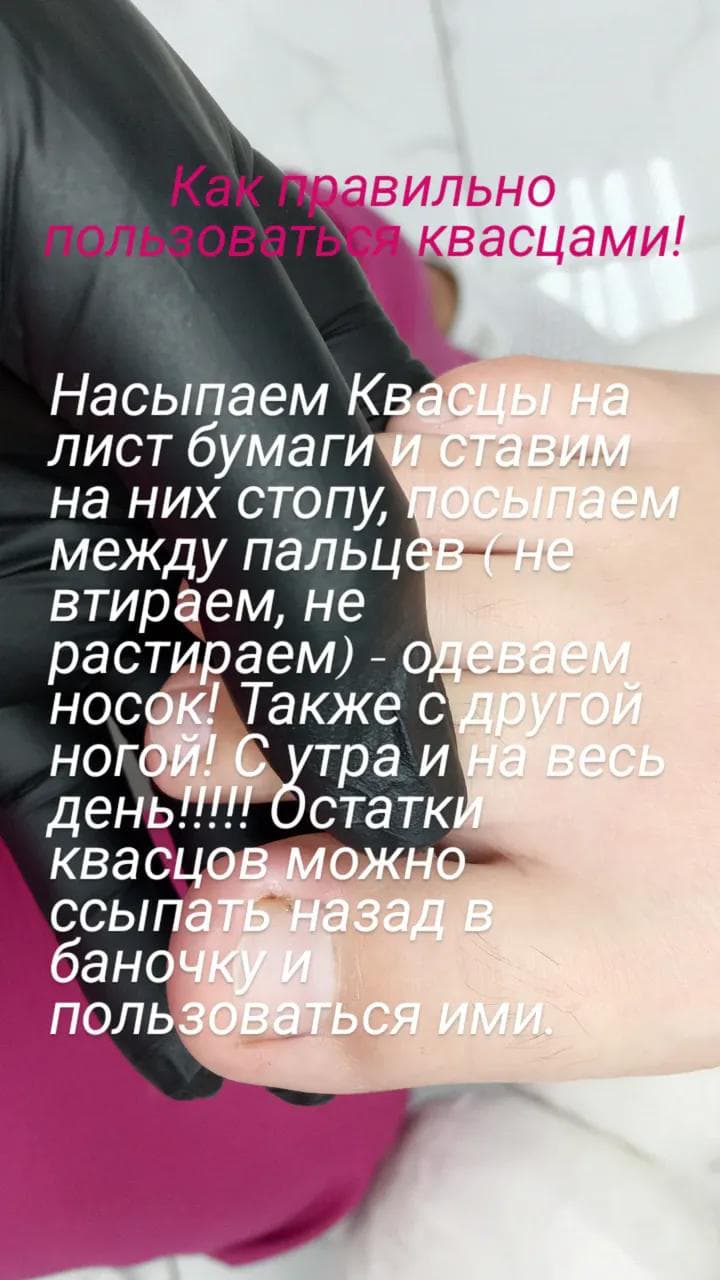 Как правильно
пользоваться квасцами!
Насыпаем Квасцы на
лист бумаги и ставим
на них стопу, посыпаем
между пальцев ( не
втираем, не
растираем) - одеваем
носок! Также с другой
ногой! С утра и на весь
день!!!!! Остатки
квасцов можно
ссыпать назад в
баночку и
пользоваться ими.